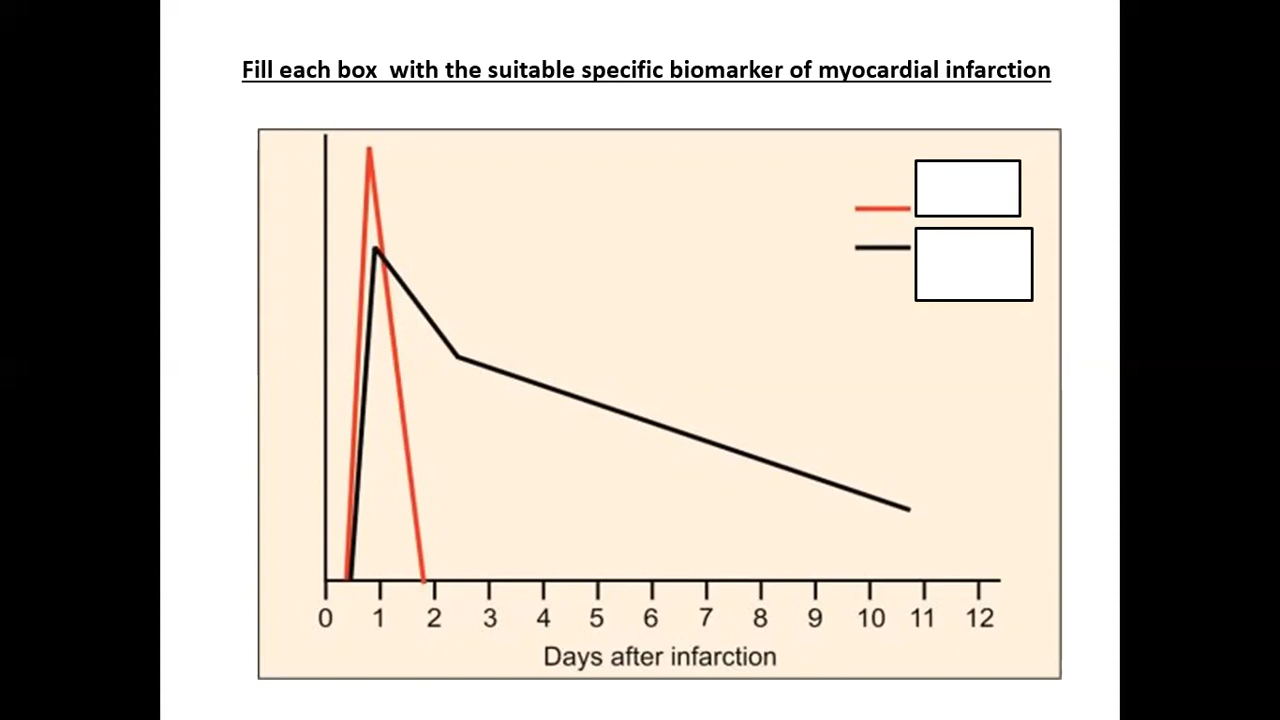 Fill each box  with the suitable specific biomarker of myocardial infarction
0 1 2 3 4 5 6 7 8 9 10 11 12
Days after infarction